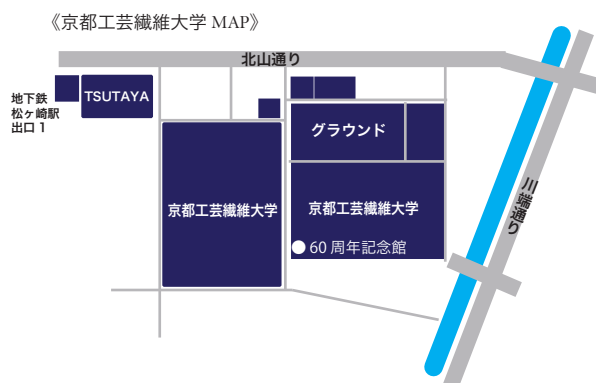 《京都工芸繊維大学 MAP》
北山通り
地下鉄
松ヶ崎駅
出口 1
TSUTAYA
グラウンド
京都工芸繊維大学
京都工芸繊維大学
60 周年記念館
川端通り